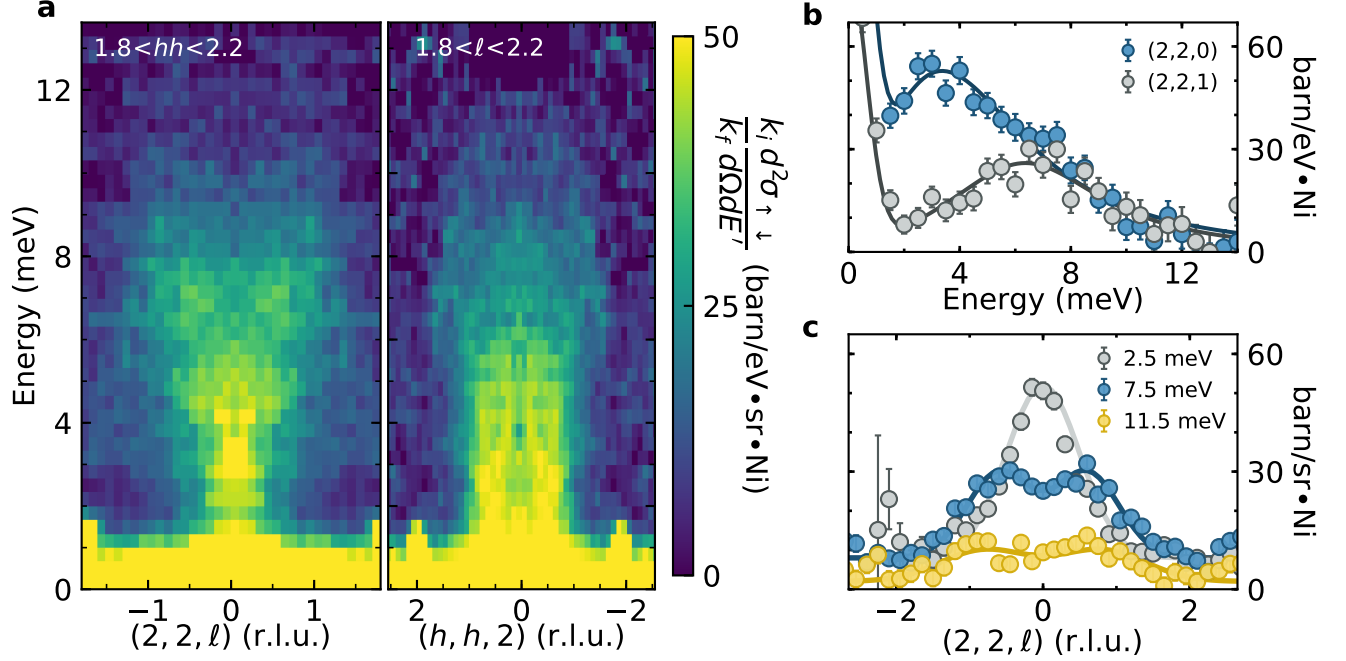 a
1.8<hh<2.2
1.8<ℓ<2.2
12
8
4
0
Energy (meV)
−1
0
1
(2, 2, ℓ) (r.l.u.)
2
0
−2
(h, h, 2) (r.l.u.)
50
25
0
k_i/k_f d²σ↑↓/dΩdE′ (barn/eV•sr•Ni)
b
(2,2,0)
(2,2,1)
60
30
0
barn/eV•Ni
0
4
8
12
Energy (meV)
c
2.5 meV
7.5 meV
11.5 meV
60
30
0
barn/sr•Ni
−2
0
2
(2, 2, ℓ) (r.l.u.)